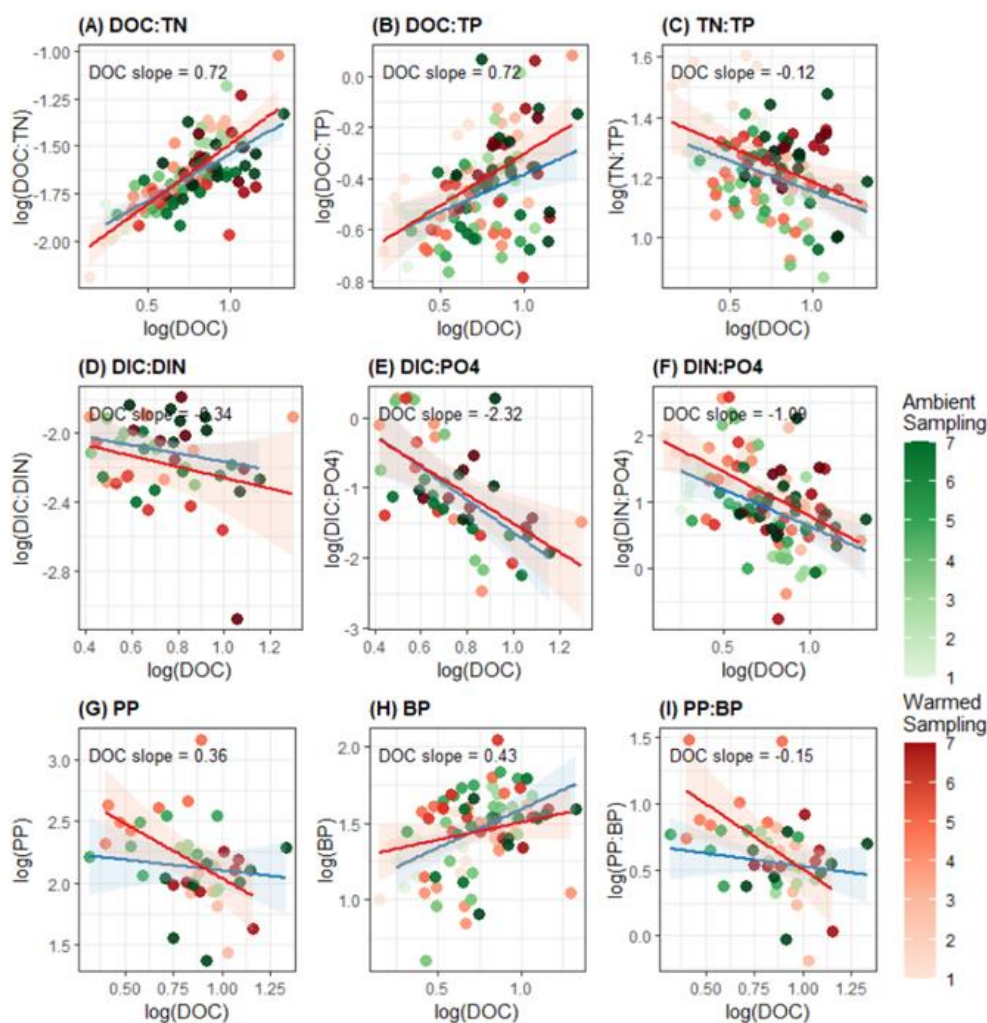 (A) DOC:TN
(B) DOC:TP
(C) TN:TP
DOC slope = 0.72
DOC slope = 0.72
DOC slope = -0.12
log(DOC:TN)
-1.00
-1.25
-1.50
-1.75
-2.00
0.5
1.0
log(DOC)
log(DOC:TP)
0.0
-0.2
-0.4
-0.6
-0.8
0.5
1.0
log(DOC)
log(TN:TP)
1.6
1.4
1.2
1.0
0.5
1.0
log(DOC)
(D) DIC:DIN
(E) DIC:PO4
(F) DIN:PO4
DOC slope = -0.34
DOC slope = -2.32
DOC slope = -1.09
log(DIC:DIN)
-2.0
-2.4
-2.8
0.4
0.6
0.8
1.0
1.2
log(DOC)
log(DIC:PO4)
0
-1
-2
-3
0.4
0.6
0.8
1.0
1.2
log(DOC)
log(DIN:PO4)
2
1
0
0.5
1.0
log(DOC)
Ambient
Sampling
7
6
5
4
3
2
1
(G) PP
(H) BP
(I) PP:BP
DOC slope = 0.36
DOC slope = 0.43
DOC slope = -0.15
log(PP)
3.0
2.5
2.0
1.5
0.50
0.75
1.00
1.25
log(DOC)
log(BP)
2.0
1.5
1.0
0.5
1.0
log(DOC)
log(PP:BP)
1.5
1.0
0.5
0.0
0.50
0.75
1.00
1.25
log(DOC)
Warmed
Sampling
7
6
5
4
3
2
1